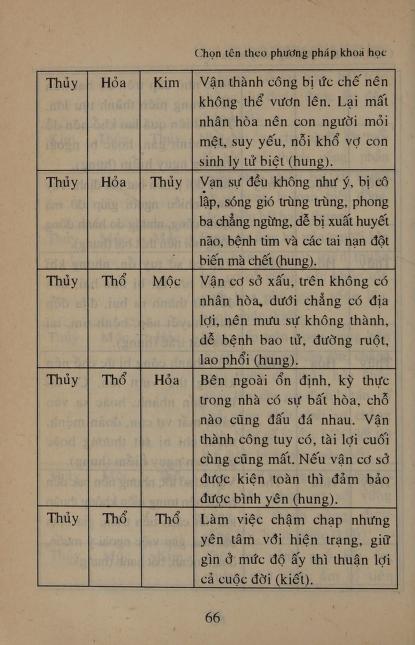 Chọn tên theo phương pháp khoa học
Thủy Hỏa Kim Vận thành công bị ức chế nên
không thể vươn lên. Lại mất
nhân hòa nên con người mỏi
mệt, suy yếu, nỗi khổ vợ con
sinh ly tử biệt (hung).
Thủy Hỏa Thủy Vạn sự đều không như ý, bị cô
lập, sóng gió trùng trùng, phong
ba chẳng ngừng, dễ bị xuất huyết
não, bệnh tim và các tai nạn đột
biến mà chết (hung).
Thủy Thổ Mộc Vận cơ sở xấu, trên không có
nhân hòa, dưới chẳng có địa
lợi, nên mưu sự không thành,
dễ bệnh bao tử, đường ruột,
lao phổi (hung).
Thủy Thổ Hỏa Bên ngoài ổn định, kỳ thực
trong nhà có sự bất hòa, chỗ
nào cũng đấu đá nhau. Vận
thành công tuy có, tài lợi cuối
cùng cũng mất. Nếu vận cơ sở
được kiện toàn thì đảm bảo
được bình yên (hung).
Thủy Thổ Thổ Làm việc chậm chạp nhưng
yên tâm với hiện trạng, giữ
gìn ở mức độ ấy thì thuận lợi
cả cuộc đời (kiết).
66